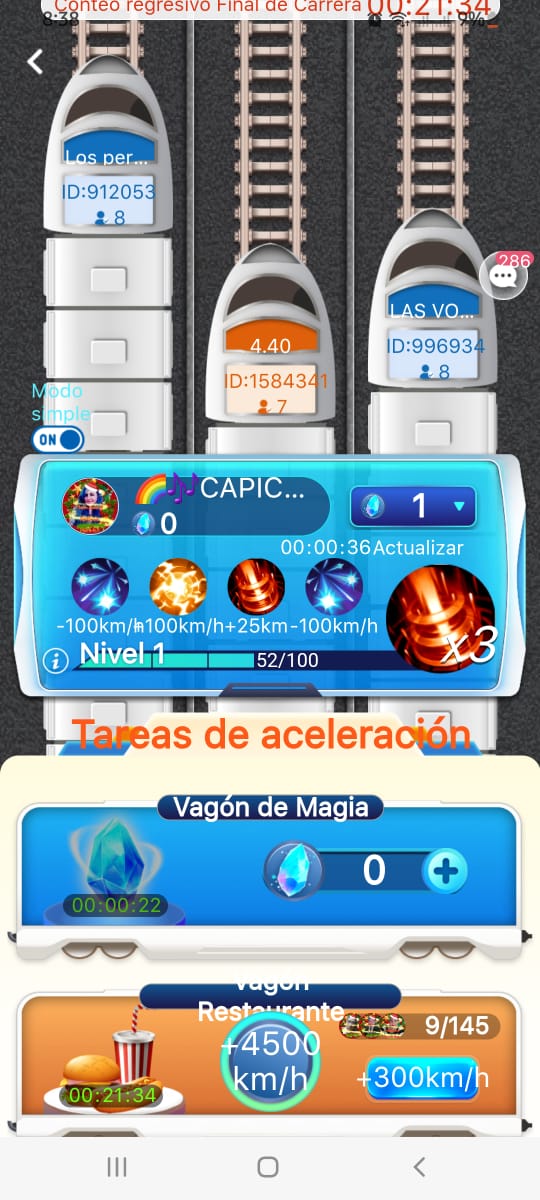 Conteo regresivo Final de Carrera 00:21:34
8:38
9%
Los per...
ID:912053
8
4.40
ID:1584341
7
LAS VO...
ID:996934
8
286
Modo
simple
ON
CAPIC...
0
1
00:00:36 Actualizar
-100km/h
+100km/h
+25km
-100km/h
x3
Nivel 1
52/100
Tareas de aceleración
Vagón de Magia
0
00:00:22
Vagón
Restaurante
9/145
+4500
km/h
+300km/h
00:21:34